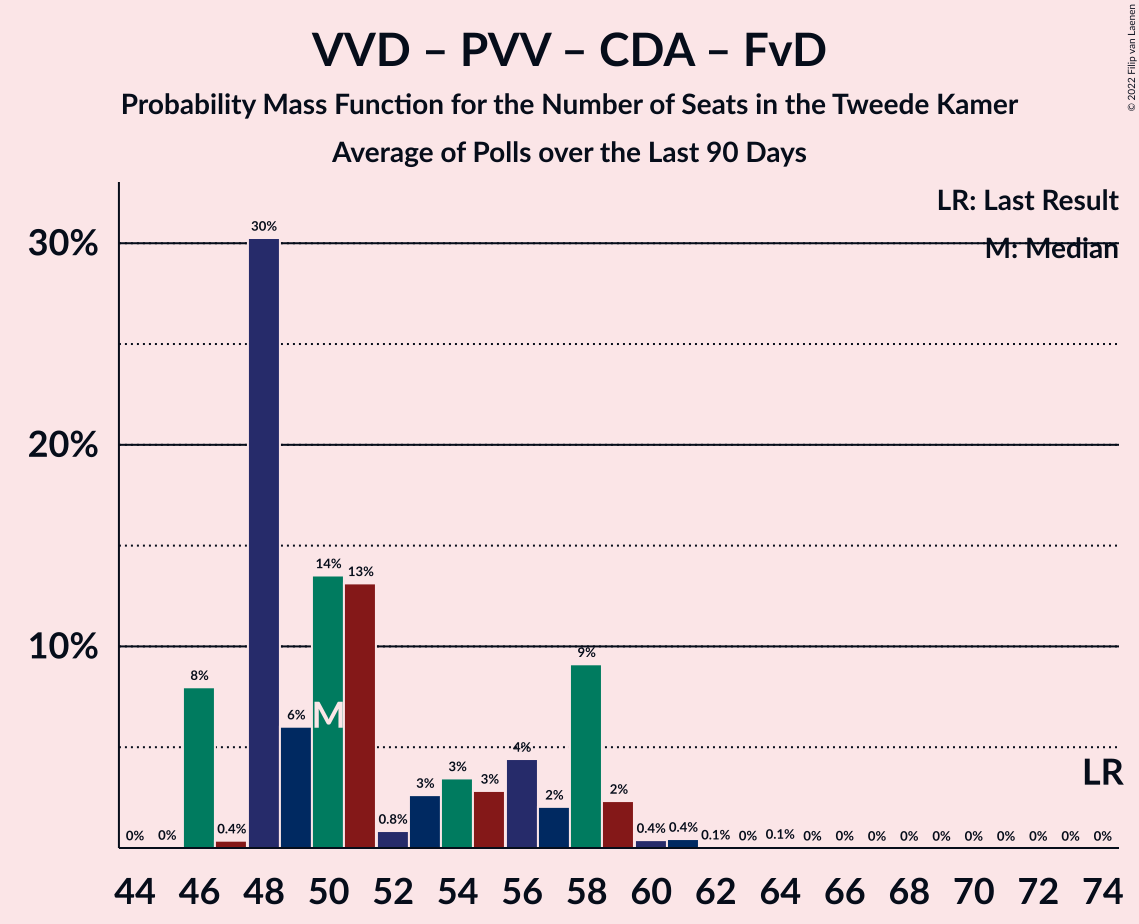 VVD – PVV – CDA – FvD
Probability Mass Function for the Number of Seats in the Tweede Kamer
Average of Polls over the Last 90 Days
© 2022 Filip van Laenen
LR: Last Result
M: Median
30%
20%
10%
0% 0% 8% 0.4% 30% 6% 14% 13% 0.8% 3% 3% 3% 4% 2% 9% 2% 0.4% 0.4% 0.1% 0% 0.1% 0% 0% 0% 0% 0% 0% 0% 0% 0% 0%
M
LR
44 46 48 50 52 54 56 58 60 62 64 66 68 70 72 74